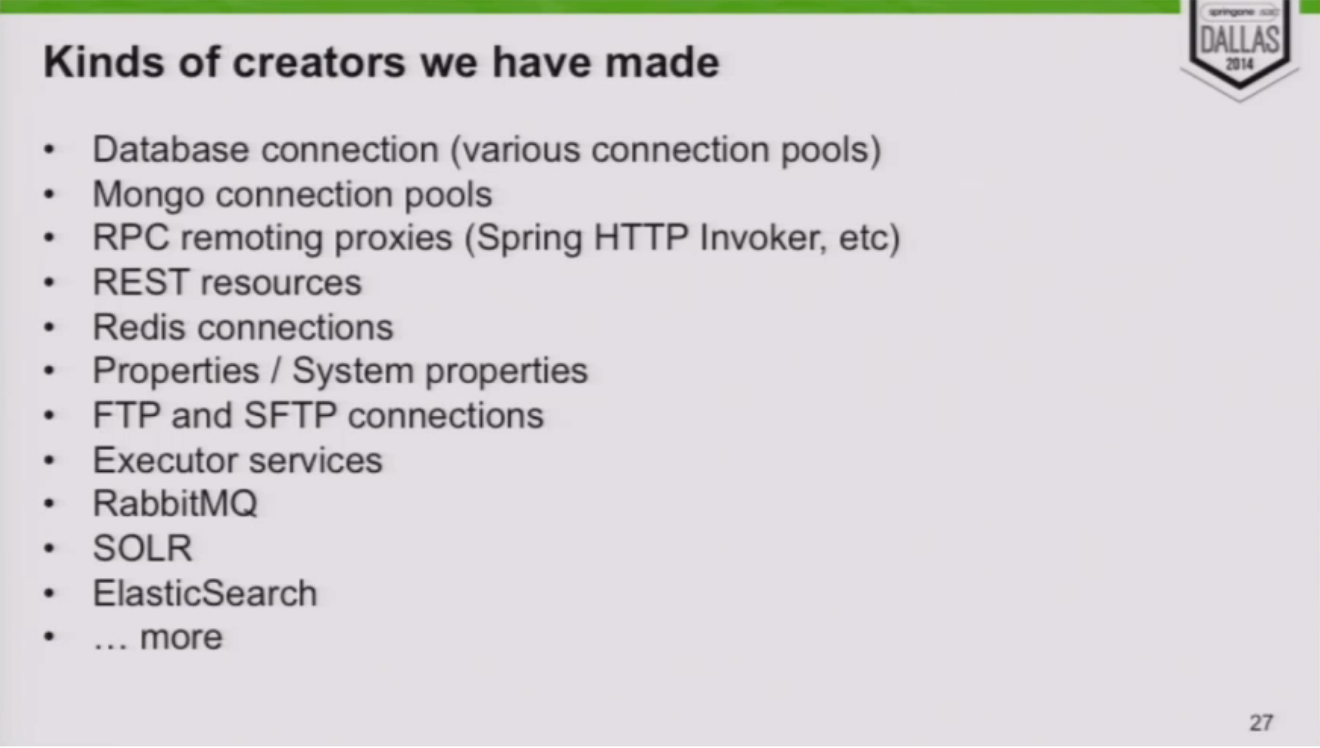 springone
DALLAS
2014
Kinds of creators we have made
• Database connection (various connection pools)
• Mongo connection pools
• RPC remoting proxies (Spring HTTP Invoker, etc)
• REST resources
• Redis connections
• Properties / System properties
• FTP and SFTP connections
• Executor services
• RabbitMQ
• SOLR
• ElasticSearch
• … more
27